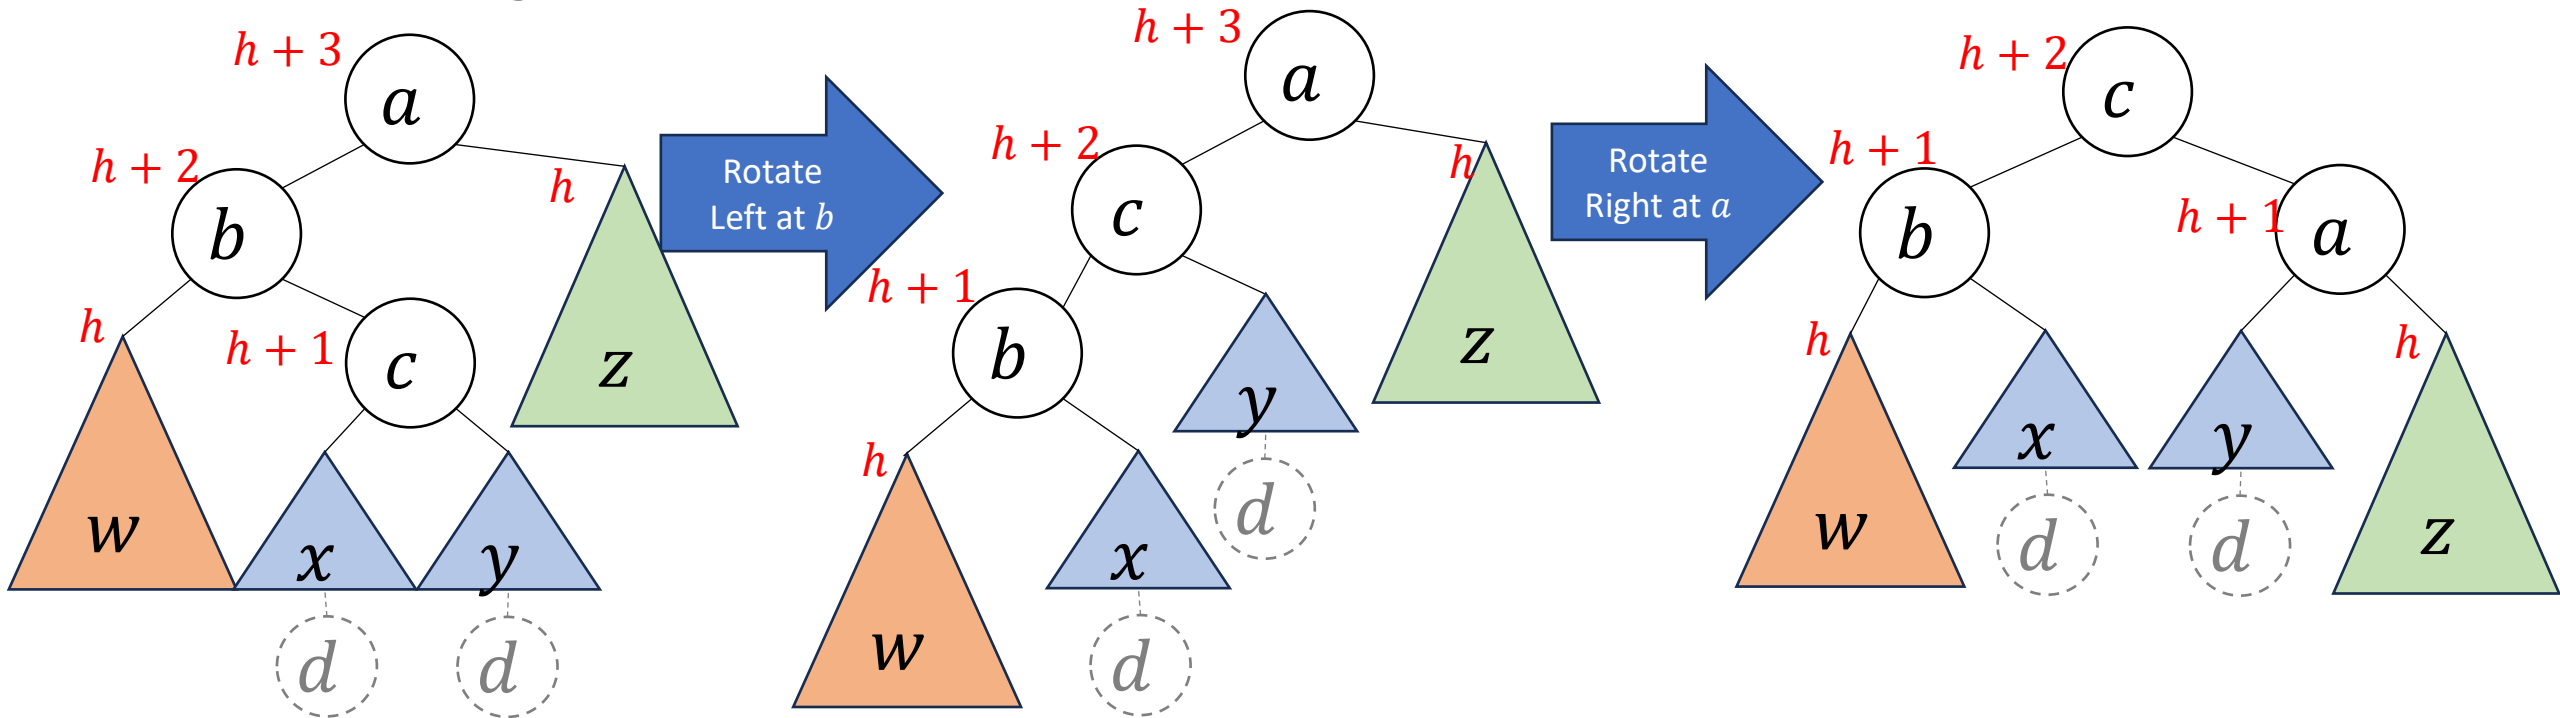 h + 3
a
h + 2
b
h
z
h
w
h + 1
c
x
y
d
d
Rotate
Left at b
h + 3
a
h + 2
c
h
z
h + 1
b
y
d
h
w
x
d
Rotate
Right at a
h + 2
c
h + 1
b
h + 1
a
h
w
x
d
y
d
h
z